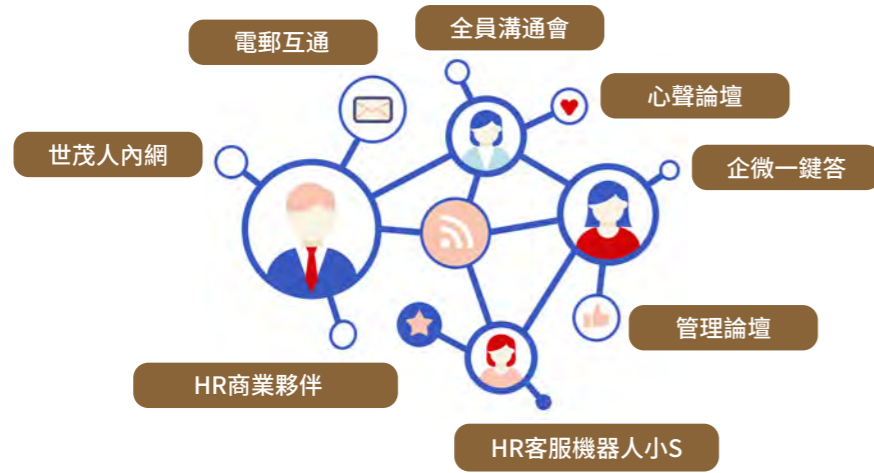 全員溝通會
電郵互通
心聲論壇
世茂人內網
企微一鍵答
管理論壇
HR商業夥伴
HR客服機器人小S